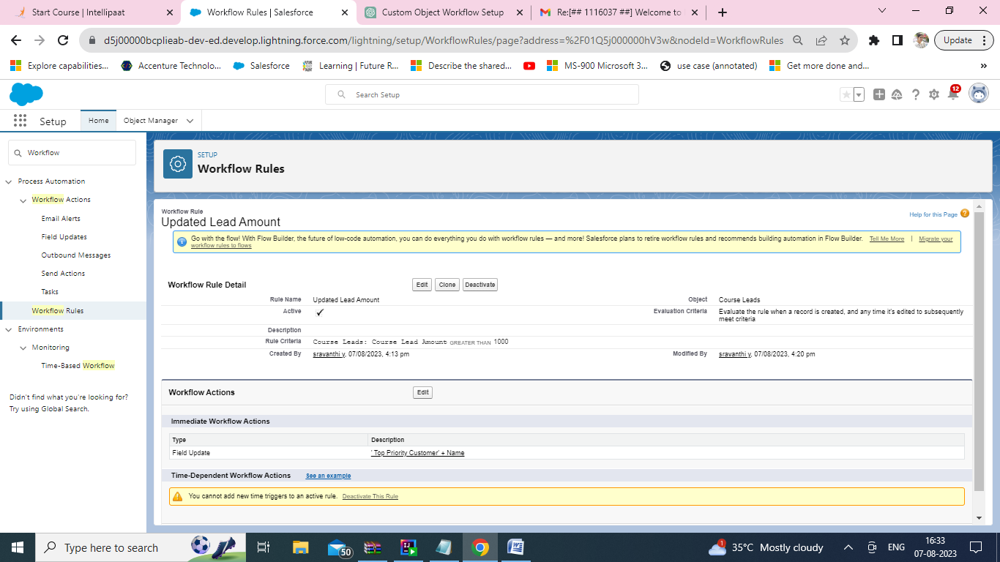 Start Course | Intellipaat
Workflow Rules | Salesforce
Custom Object Workflow Setup
Re:[## 1116037 ##] Welcome to
d5j00000bcplieab-dev-ed.develop.lightning.force.com/lightning/setup/WorkflowRules/page?address=%2F01Q5j000000hV3w&nodeId=WorkflowRules
Update
Explore capabilities...
Accenture Technolo...
Salesforce
Learning | Future R...
Describe the shared...
MS-900 Microsoft 3...
use case (annotated)
Get more done and...
»
Search Setup
12
Setup
Home
Object Manager
Workflow
Process Automation
Workflow Actions
Email Alerts
Field Updates
Outbound Messages
Send Actions
Tasks
Workflow Rules
Environments
Monitoring
Time-Based Workflow
Didn't find what you're looking for?
Try using Global Search.
SETUP
Workflow Rules
Workflow Rule
Updated Lead Amount
Help for this Page
Go with the flow! With Flow Builder, the future of low-code automation, you can do everything you do with workflow rules — and more! Salesforce plans to retire workflow rules and recommends building automation in Flow Builder. Tell Me More | Migrate your
workflow rules to flows
Workflow Rule Detail
Edit Clone Deactivate
Rule Name Updated Lead Amount Object Course Leads
Active Evaluation Criteria Evaluate the rule when a record is created, and any time it's edited to subsequently
meet criteria
Description
Rule Criteria Course Leads: Course Lead Amount GREATER THAN 1000
Created By sravanthi y, 07/08/2023, 4:13 pm Modified By sravanthi y, 07/08/2023, 4:20 pm
Workflow Actions
Edit
Immediate Workflow Actions
Type Description
Field Update ' Top Priority Customer' + Name
Time-Dependent Workflow Actions See an example
You cannot add new time triggers to an active rule. Deactivate This Rule
Type here to search
50
1
35°C Mostly cloudy
ENG
16:33
07-08-2023